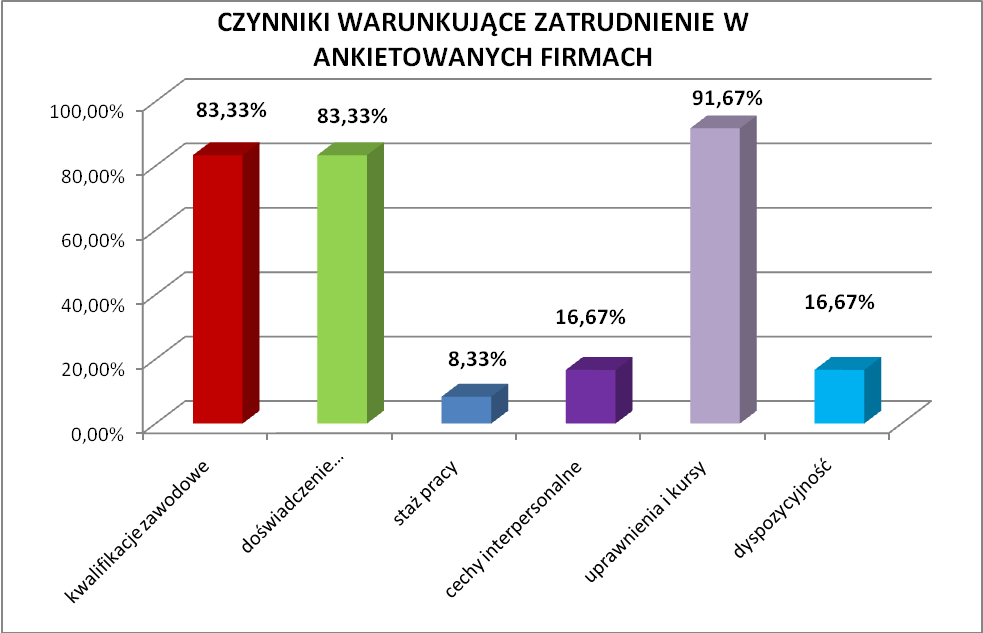 CZYNNIKI WARUNKUJĄCE ZATRUDNIENIE W
ANKIETOWANYCH FIRMACH
100,00%
80,00%
60,00%
40,00%
20,00%
0,00%
83,33%
83,33%
8,33%
16,67%
91,67%
16,67%
kwalifikacje zawodowe
doświadczenie...
staż pracy
cechy interpersonalne
uprawnienia i kursy
dyspozycyjność